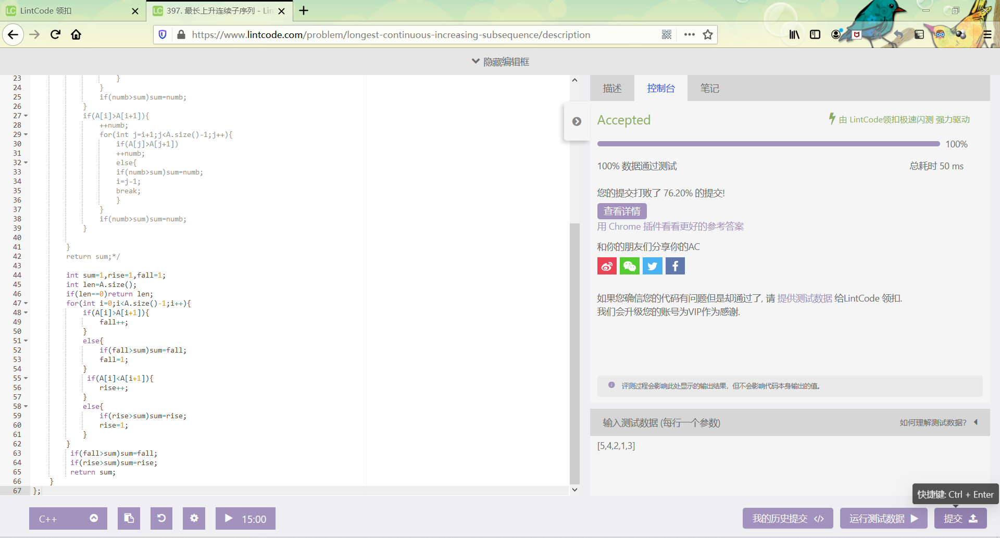 LintCode 领扣
397. 最长上升连续子序列 - Lin
https://www.lintcode.com/problem/longest-continuous-increasing-subsequence/description
隐藏编辑框
23 }
24 }
25 if(numb>sum)sum=numb;
26 }
27 if(A[i]>A[i+1]){
28 ++numb;
29 for(int j=i+1;j<A.size()-1;j++){
30 if(A[j]>A[j+1])
31 ++numb;
32 else{
33 if(numb>sum)sum=numb;
34 i=j-1;
35 break;
36 }
37 }
38 if(numb>sum)sum=numb;
39 }
40
41 }
42 return sum;*/
43
44 int sum=1,rise=1,fall=1;
45 int len=A.size();
46 if(len==0)return len;
47 for(int i=0;i<A.size()-1;i++){
48 if(A[i]>A[i+1]){
49 fall++;
50 }
51 else{
52 if(fall>sum)sum=fall;
53 fall=1;
54 }
55 if(A[i]<A[i+1]){
56 rise++;
57 }
58 else{
59 if(rise>sum)sum=rise;
60 rise=1;
61 }
62 }
63 if(fall>sum)sum=fall;
64 if(rise>sum)sum=rise;
65 return sum;
66 }
67 };
C++
15:00
描述 控制台 笔记
Accepted
由 LintCode领扣极速闪测 强力驱动
100%
100% 数据通过测试
总耗时 50 ms
您的提交打败了 76.20% 的提交!
查看详情
用 Chrome 插件看看更好的参考答案
和你的朋友们分享你的AC
如果您确信您的代码有问题但是却通过了, 请 提供测试数据 给LintCode 领扣.
我们会升级您的账号为VIP作为感谢.
评测过程会影响此处显示的输出结果，但不会影响代码本身输出的值。
输入测试数据 (每行一个参数)
如何理解测试数据?
[5,4,2,1,3]
快捷键: Ctrl + Enter
我的历史提交 </>
运行测试数据
提交